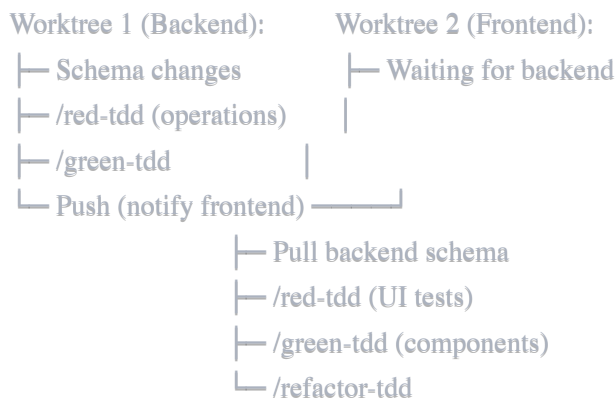 Worktree 1 (Backend): Worktree 2 (Frontend):
├── Schema changes ├── Waiting for backend
├── /red-tdd (operations) │
├── /green-tdd │
└── Push (notify frontend) ──────┘
├── Pull backend schema
├── /red-tdd (UI tests)
├── /green-tdd (components)
└── /refactor-tdd